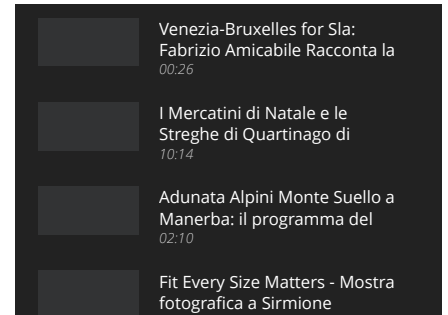 Venezia-Bruxelles for Sla:
Fabrizio Amicabile Racconta la
00:26
I Mercatini di Natale e le
Streghe di Quartinago di
10:14
Adunata Alpini Monte Suello a
Manerba: il programma del
02:10
Fit Every Size Matters - Mostra
fotografica a Sirmione